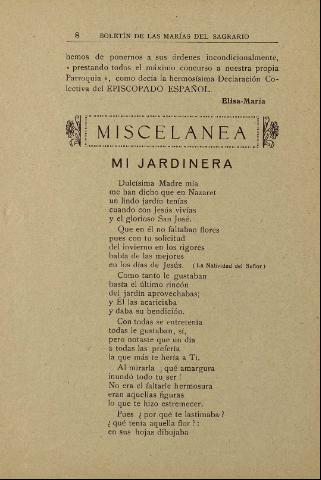 8 BOLETÍN DE LAS MARÍAS DEL SAGRARIO
hemos de ponernos a sus órdenes incondicionalmente,
« prestando todas el máximo concurso a nuestra propia
Parroquia », como decía la hermosísima Declaración Co-
lectiva del EPISCOPADO ESPAÑOL.
Elisa-María
MISCELANEA
MI JARDINERA
Dulcísima Madre mía
me han dicho que en Nazaret
un lindo jardín tenías
cuando con Jesús vivías
y el glorioso San José.
Que en él no faltaban flores
pues con tu solicitud
del invierno en los rigores
había de las mejores
en los días de Jesús. (La Natividad del Señor)
Como tanto le gustaban
hasta el último rincón
del jardín aprovechabas;
y El las acariciaba
y daba su bendición.
Con todas se entretenía
todas le gustaban, sí,
pero notaste que un día
a todas las prefería
la que más te hería a Ti.
Al mirarla ¡ qué amargura
inundó todo tu ser !
No era el faltarle hermosura
eran aquellas figuras
lo que te hizo estremecer.
Pues ¿ por qué te lastimaba ?
¿ qué tenía aquella flor ? :
en sus hojas dibujaba